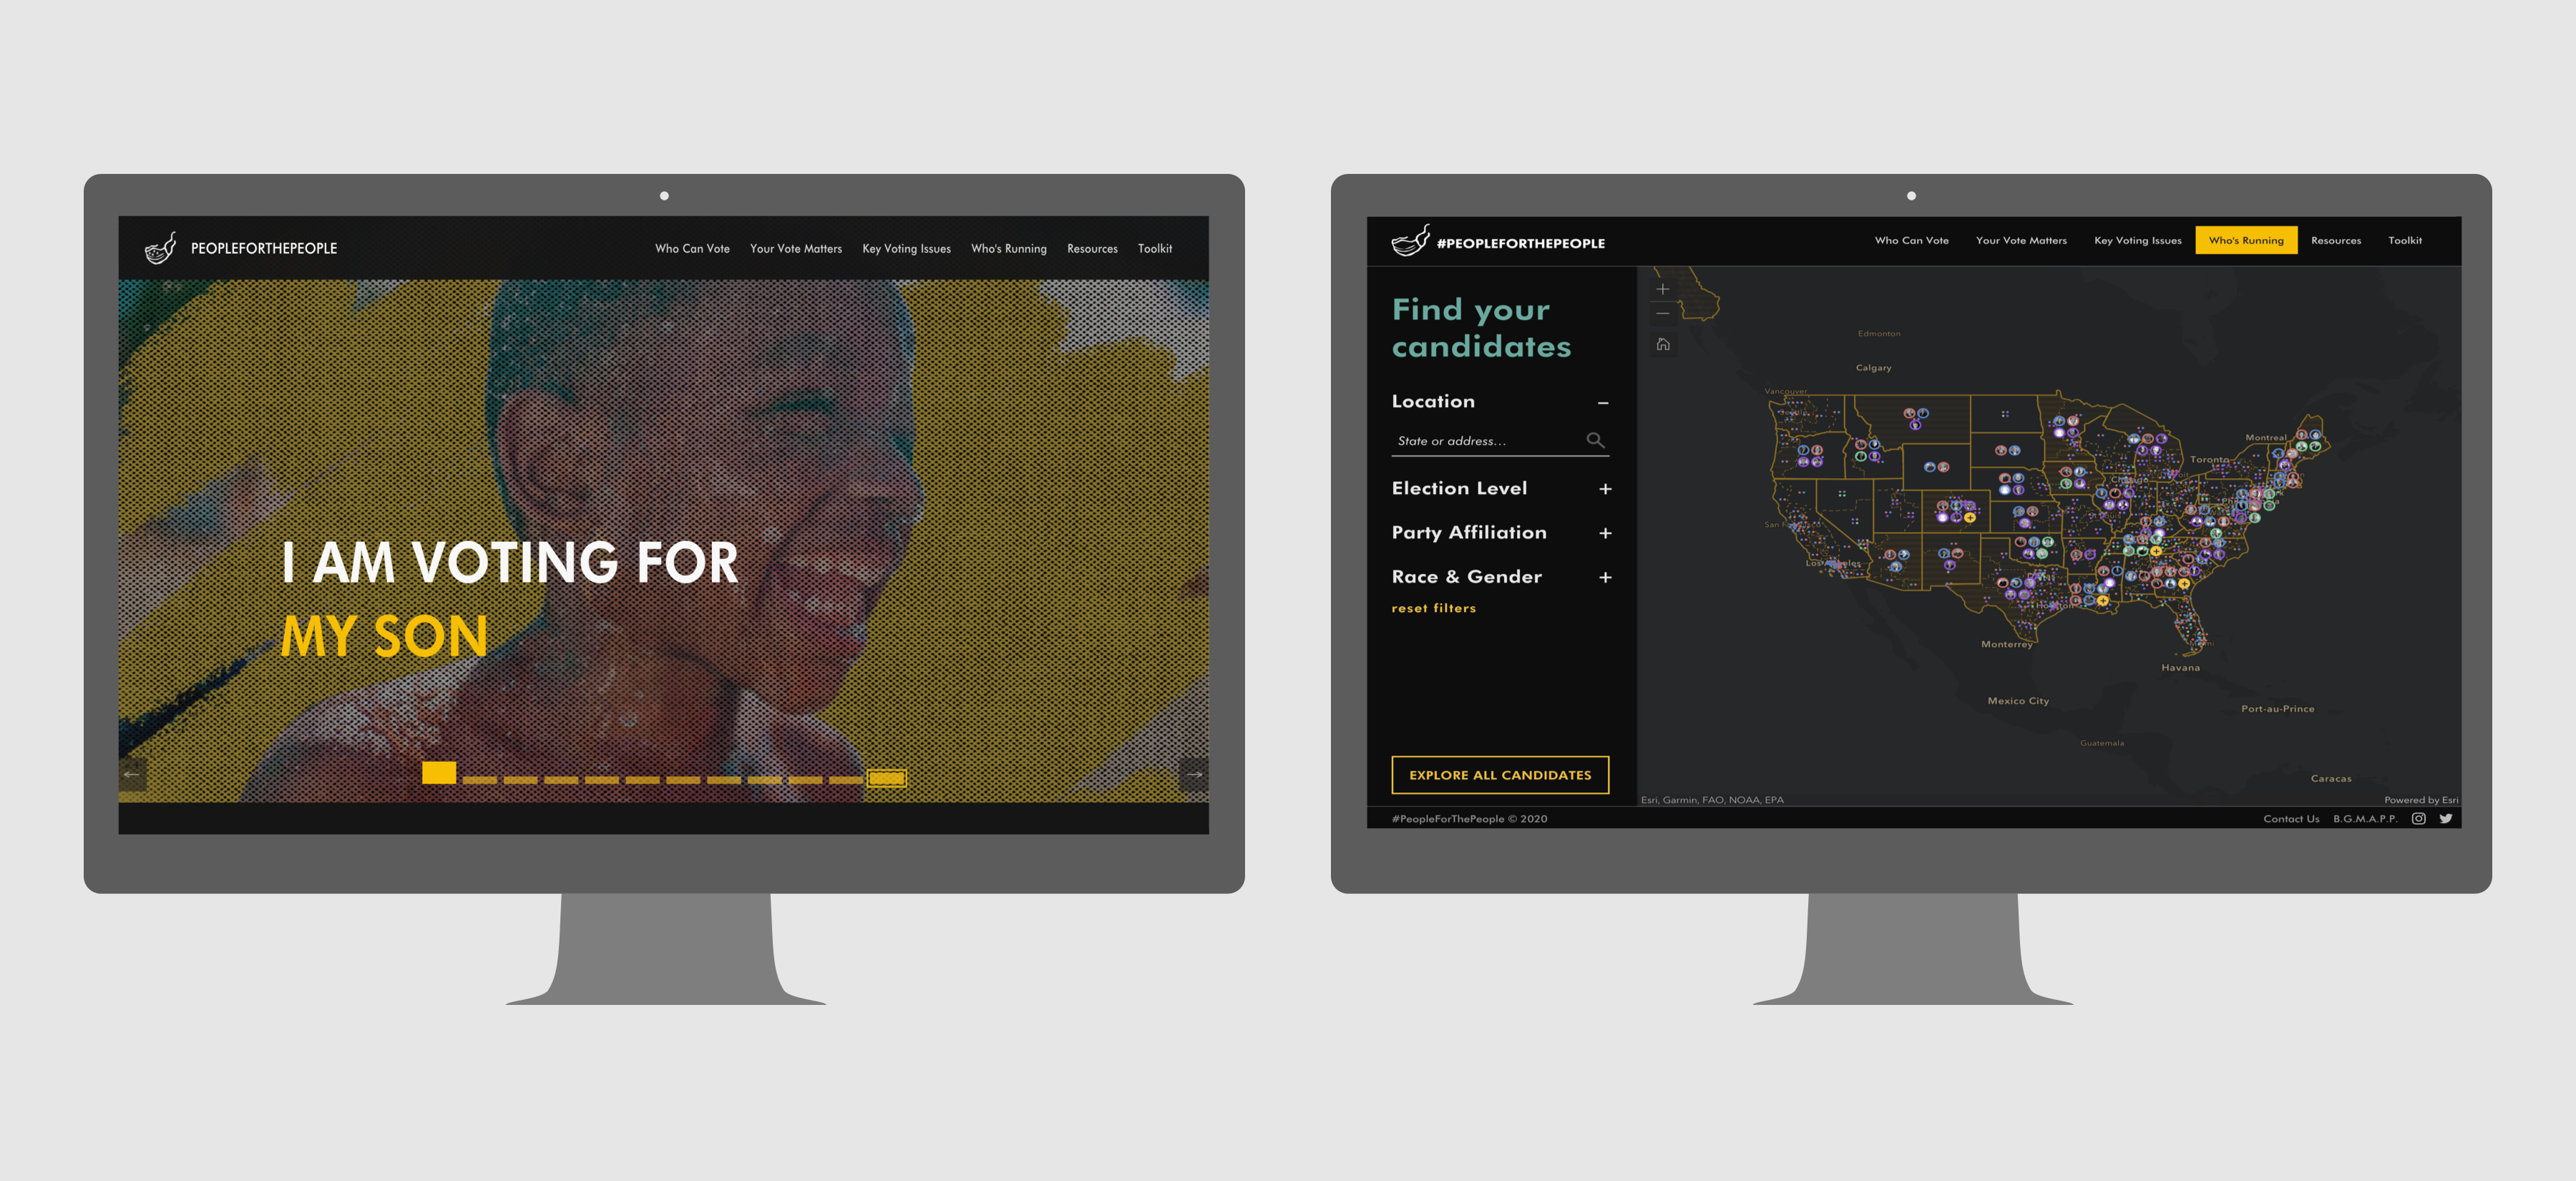 PEOPLEFORTHEPEOPLE
Who Can Vote Your Vote Matters Key Voting Issues Who's Running Resources Toolkit
I AM VOTING FOR
MY SON
#PEOPLEFORTHEPEOPLE
Who Can Vote Your Vote Matters Key Voting Issues Who's Running Resources Toolkit
Find your
candidates
Location
State or address...
Election Level
Party Affiliation
Race & Gender
reset filters
EXPLORE ALL CANDIDATES
Edmonton
Calgary
Vancouver
Montreal
Toronto
Los Angeles
Houston
Monterrey
Havana
Mexico City
Port-au-Prince
Guatemala
Caracas
Esri, Garmin, FAO, NOAA, EPA
Powered by Esri
#PeopleForThePeople © 2020
Contact Us B.G.M.A.P.P.